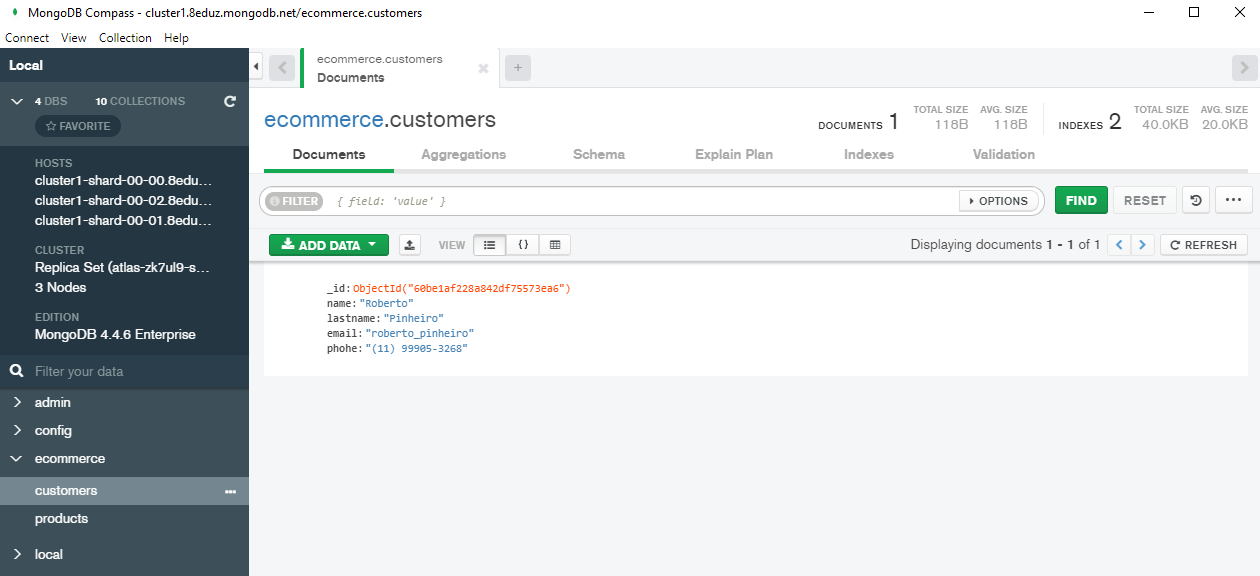 MongoDB Compass - cluster1.8eduz.mongodb.net/ecommerce.customers
Connect View Collection Help
Local
4 DBS 10 COLLECTIONS
FAVORITE
HOSTS
cluster1-shard-00-00.8edu...
cluster1-shard-00-02.8edu...
cluster1-shard-00-01.8edu...
CLUSTER
Replica Set (atlas-zk7ul9-s...
3 Nodes
EDITION
MongoDB 4.4.6 Enterprise
Filter your data
admin
config
ecommerce
customers
products
local
ecommerce.customers
Documents
ecommerce.customers
DOCUMENTS 1
TOTAL SIZE AVG. SIZE
118B 118B
INDEXES 2
TOTAL SIZE AVG. SIZE
40.0KB 20.0KB
Documents Aggregations Schema Explain Plan Indexes Validation
FILTER { field: 'value' } OPTIONS FIND RESET
ADD DATA VIEW {} Displaying documents 1 - 1 of 1 REFRESH
_id: ObjectId("60be1af228a842df75573ea6")
name: "Roberto"
lastname: "Pinheiro"
email: "roberto_pinheiro"
phohe: "(11) 99905-3268"